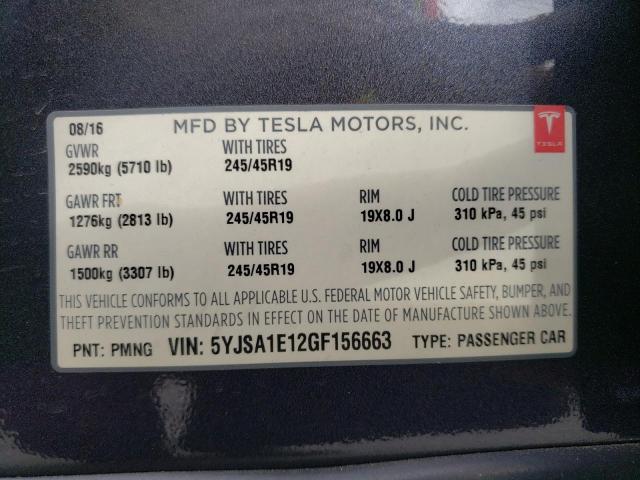 08/16 MFD BY TESLA MOTORS, INC. TESLA
GVWR WITH TIRES
2590kg (5710 lb) 245/45R19
GAWR FRT WITH TIRES RIM COLD TIRE PRESSURE
1276kg (2813 lb) 245/45R19 19X8.0 J 310 kPa, 45 psi
GAWR RR WITH TIRES RIM COLD TIRE PRESSURE
1500kg (3307 lb) 245/45R19 19X8.0 J 310 kPa, 45 psi
THIS VEHICLE CONFORMS TO ALL APPLICABLE U.S. FEDERAL MOTOR VEHICLE SAFETY, BUMPER, AND
THEFT PREVENTION STANDARDS IN EFFECT ON THE DATE OF MANUFACTURE SHOWN ABOVE.
PNT: PMNG VIN: 5YJSA1E12GF156663 TYPE: PASSENGER CAR